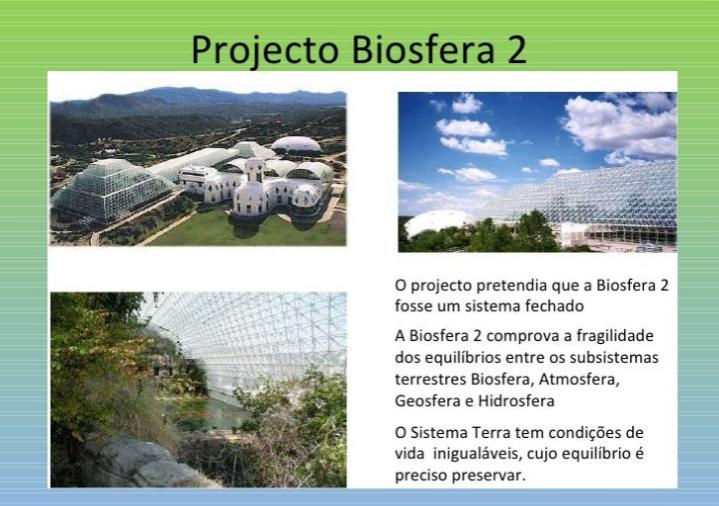 Projecto Biosfera 2
O projecto pretendia que a Biosfera 2
fosse um sistema fechado
A Biosfera 2 comprova a fragilidade
dos equilíbrios entre os subsistemas
terrestres Biosfera, Atmosfera,
Geosfera e Hidrosfera
O Sistema Terra tem condições de
vida inigualáveis, cujo equilíbrio é
preciso preservar.